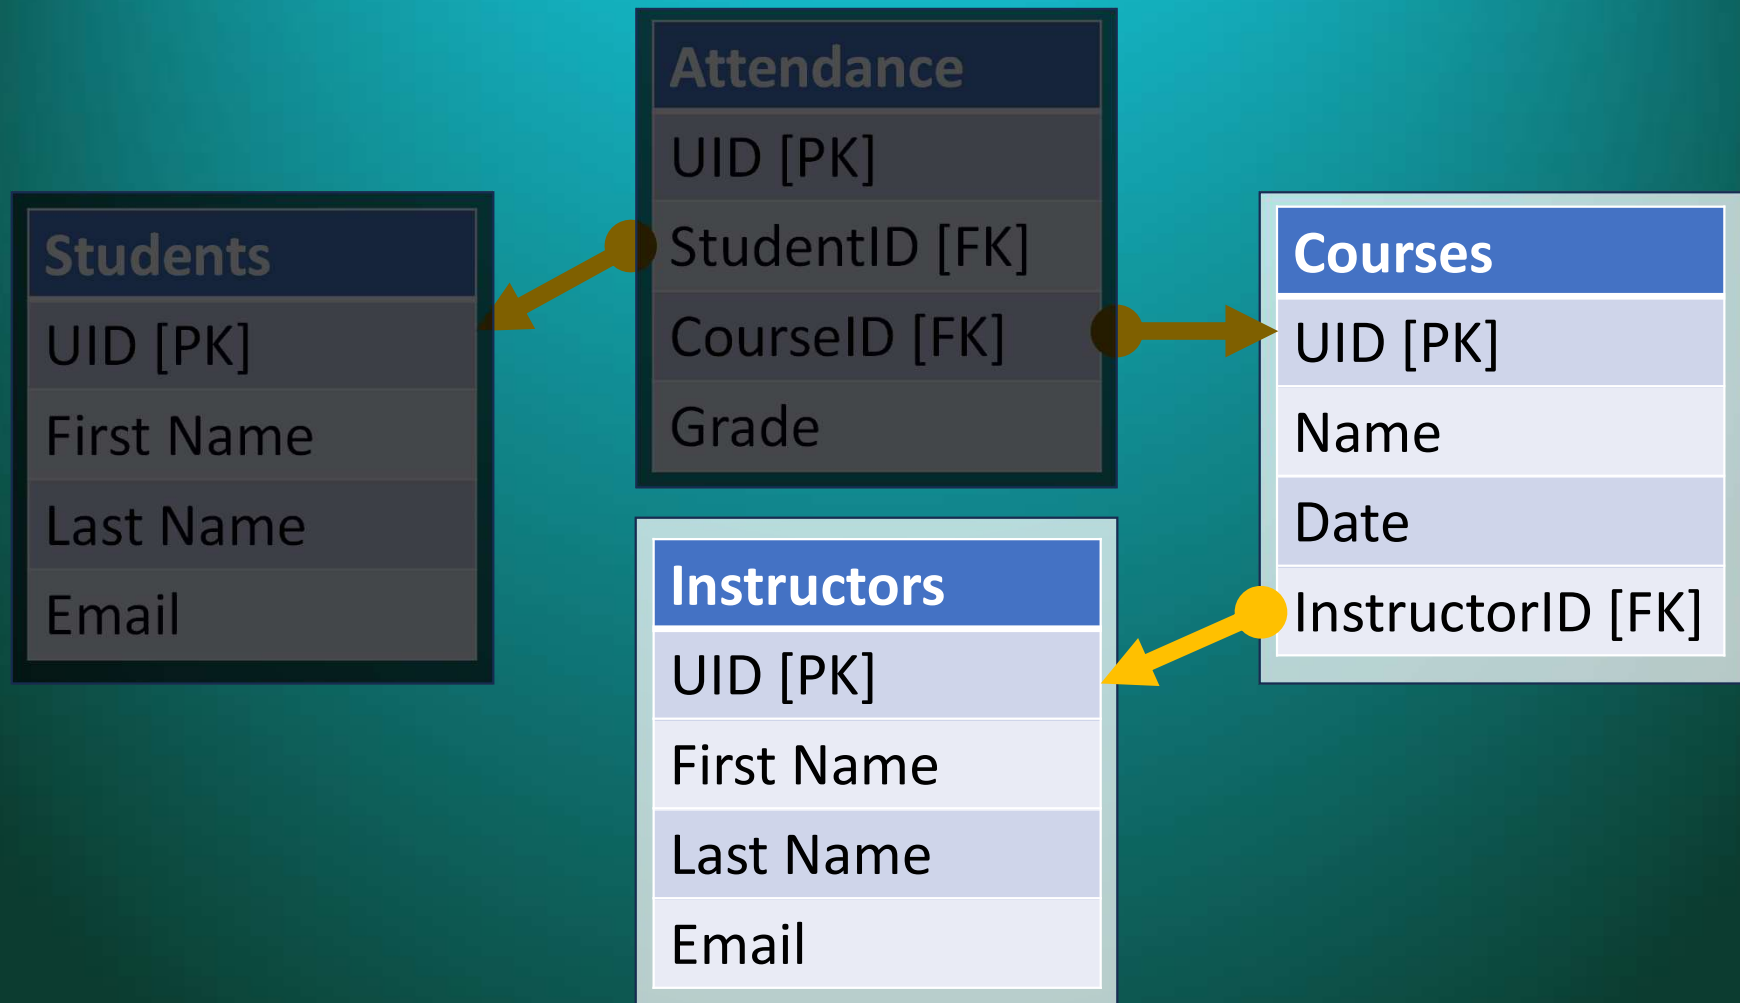 Attendance
UID [PK]
StudentID [FK]
CourseID [FK]
Grade
Students
UID [PK]
First Name
Last Name
Email
Courses
UID [PK]
Name
Date
InstructorID [FK]
Instructors
UID [PK]
First Name
Last Name
Email